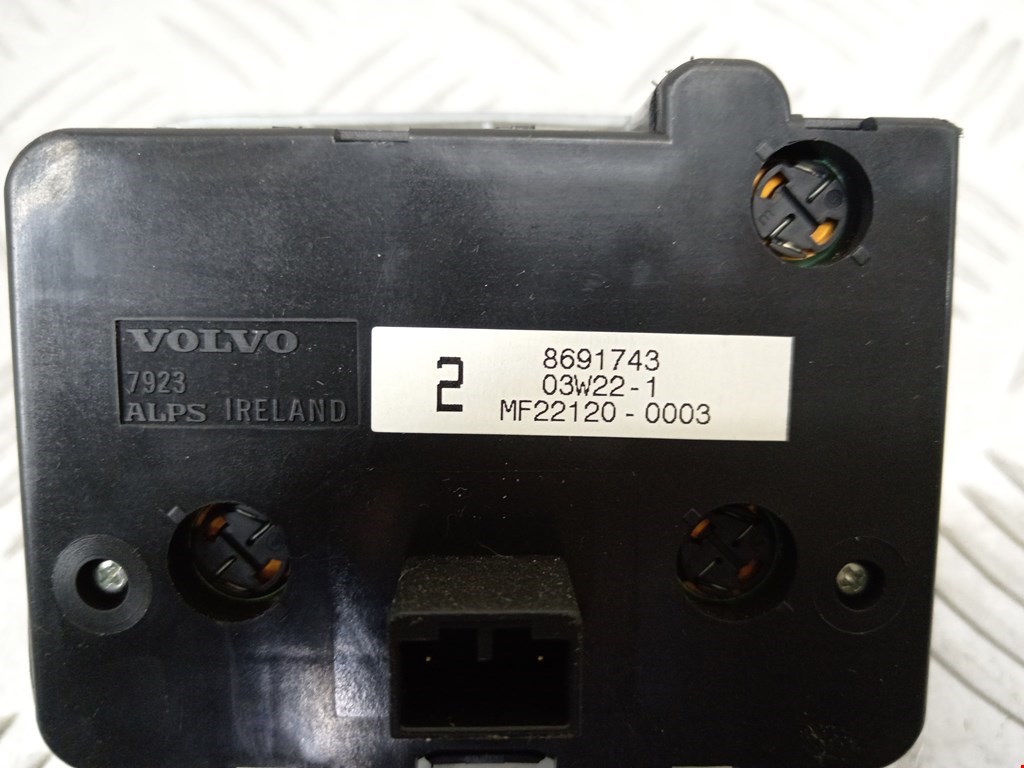 VOLVO
7923
ALPS IRELAND
2
8691743
03W22-1
MF22120-0003